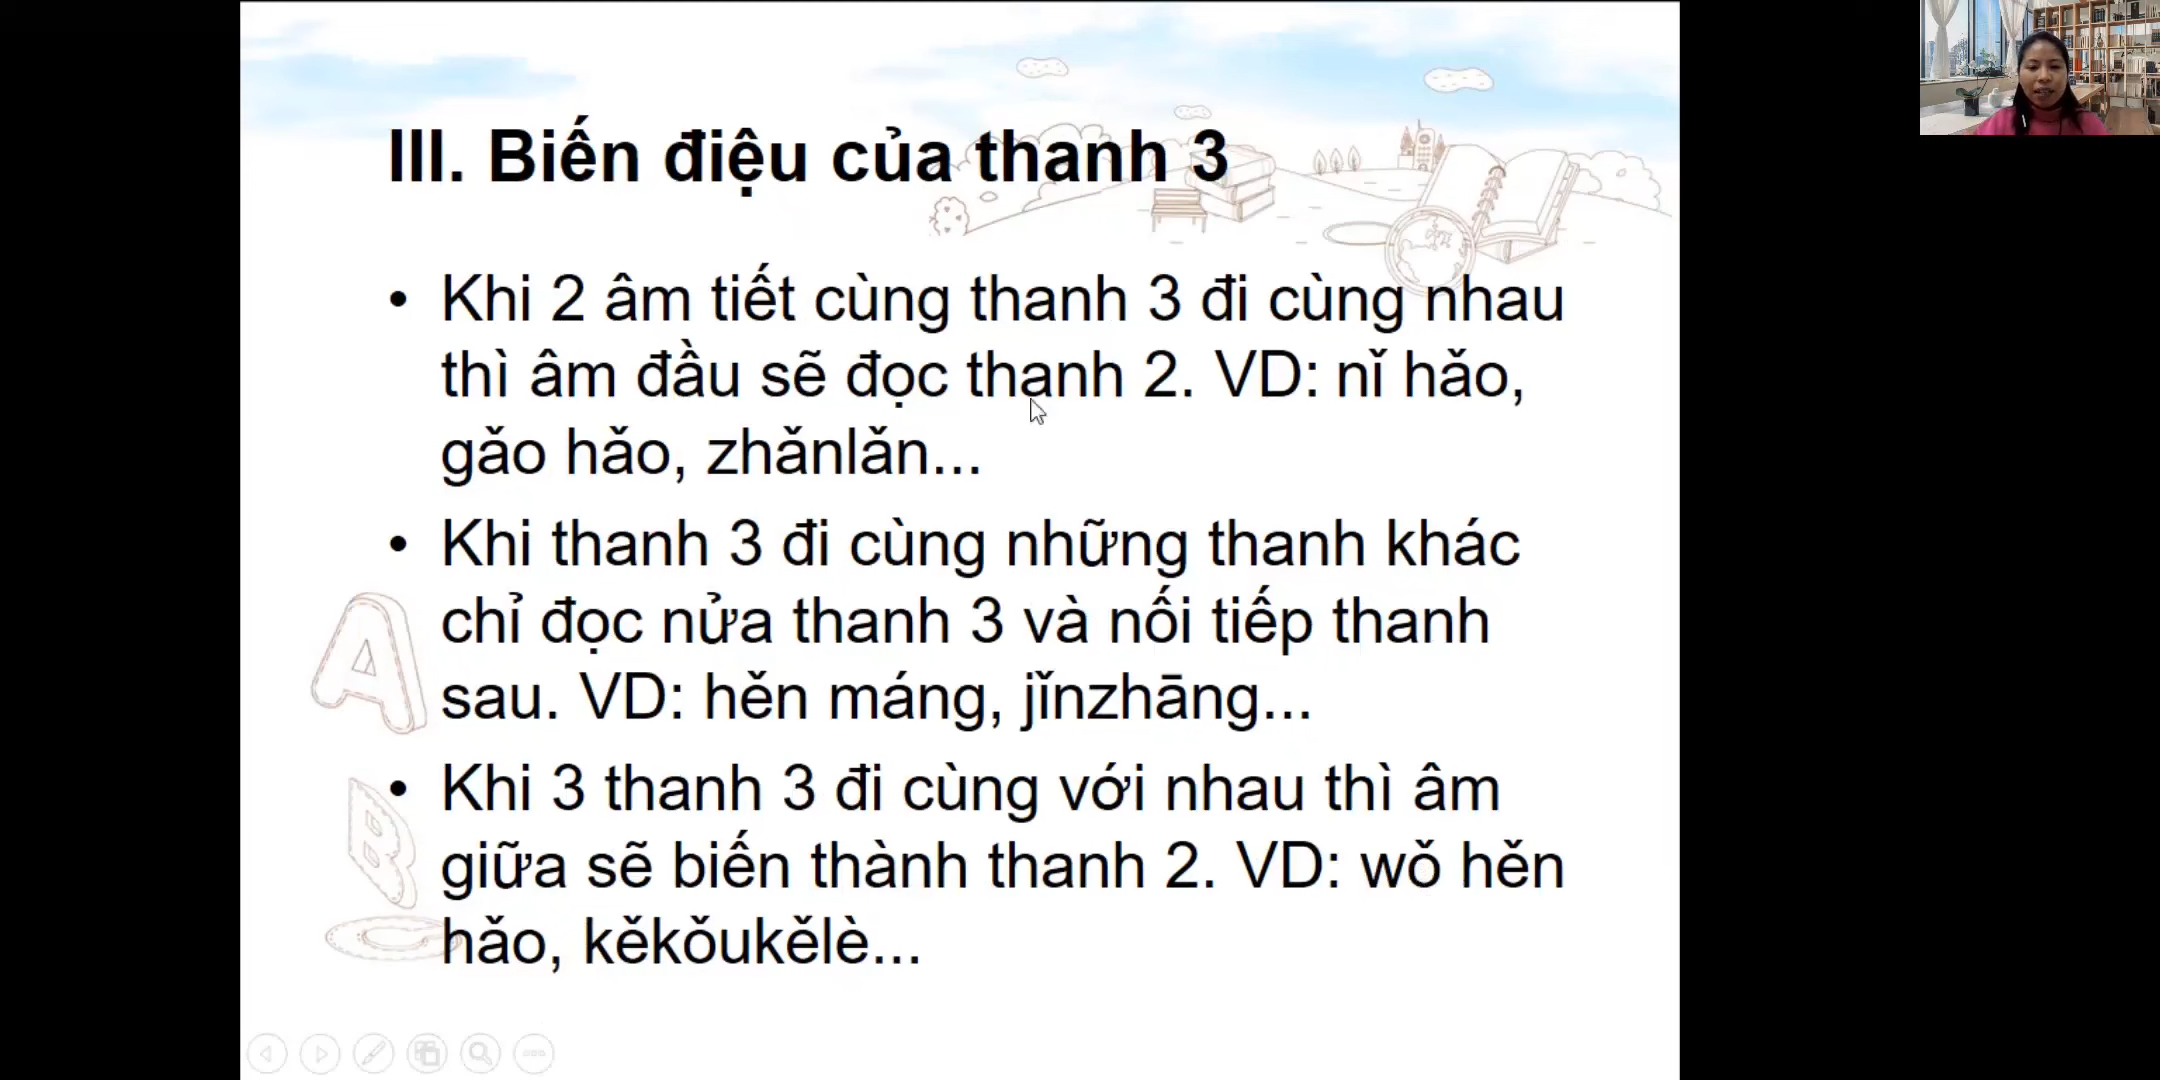 III. Biến điệu của thanh 3
• Khi 2 âm tiết cùng thanh 3 đi cùng nhau
thì âm đầu sẽ đọc thanh 2. VD: nǐ hǎo,
gǎo hǎo, zhǎnlǎn...
• Khi thanh 3 đi cùng những thanh khác
chỉ đọc nửa thanh 3 và nối tiếp thanh
sau. VD: hěn máng, jǐnzhāng...
• Khi 3 thanh 3 đi cùng với nhau thì âm
giữa sẽ biến thành thanh 2. VD: wǒ hěn
hǎo, kěkǒukělè...
A
B
C